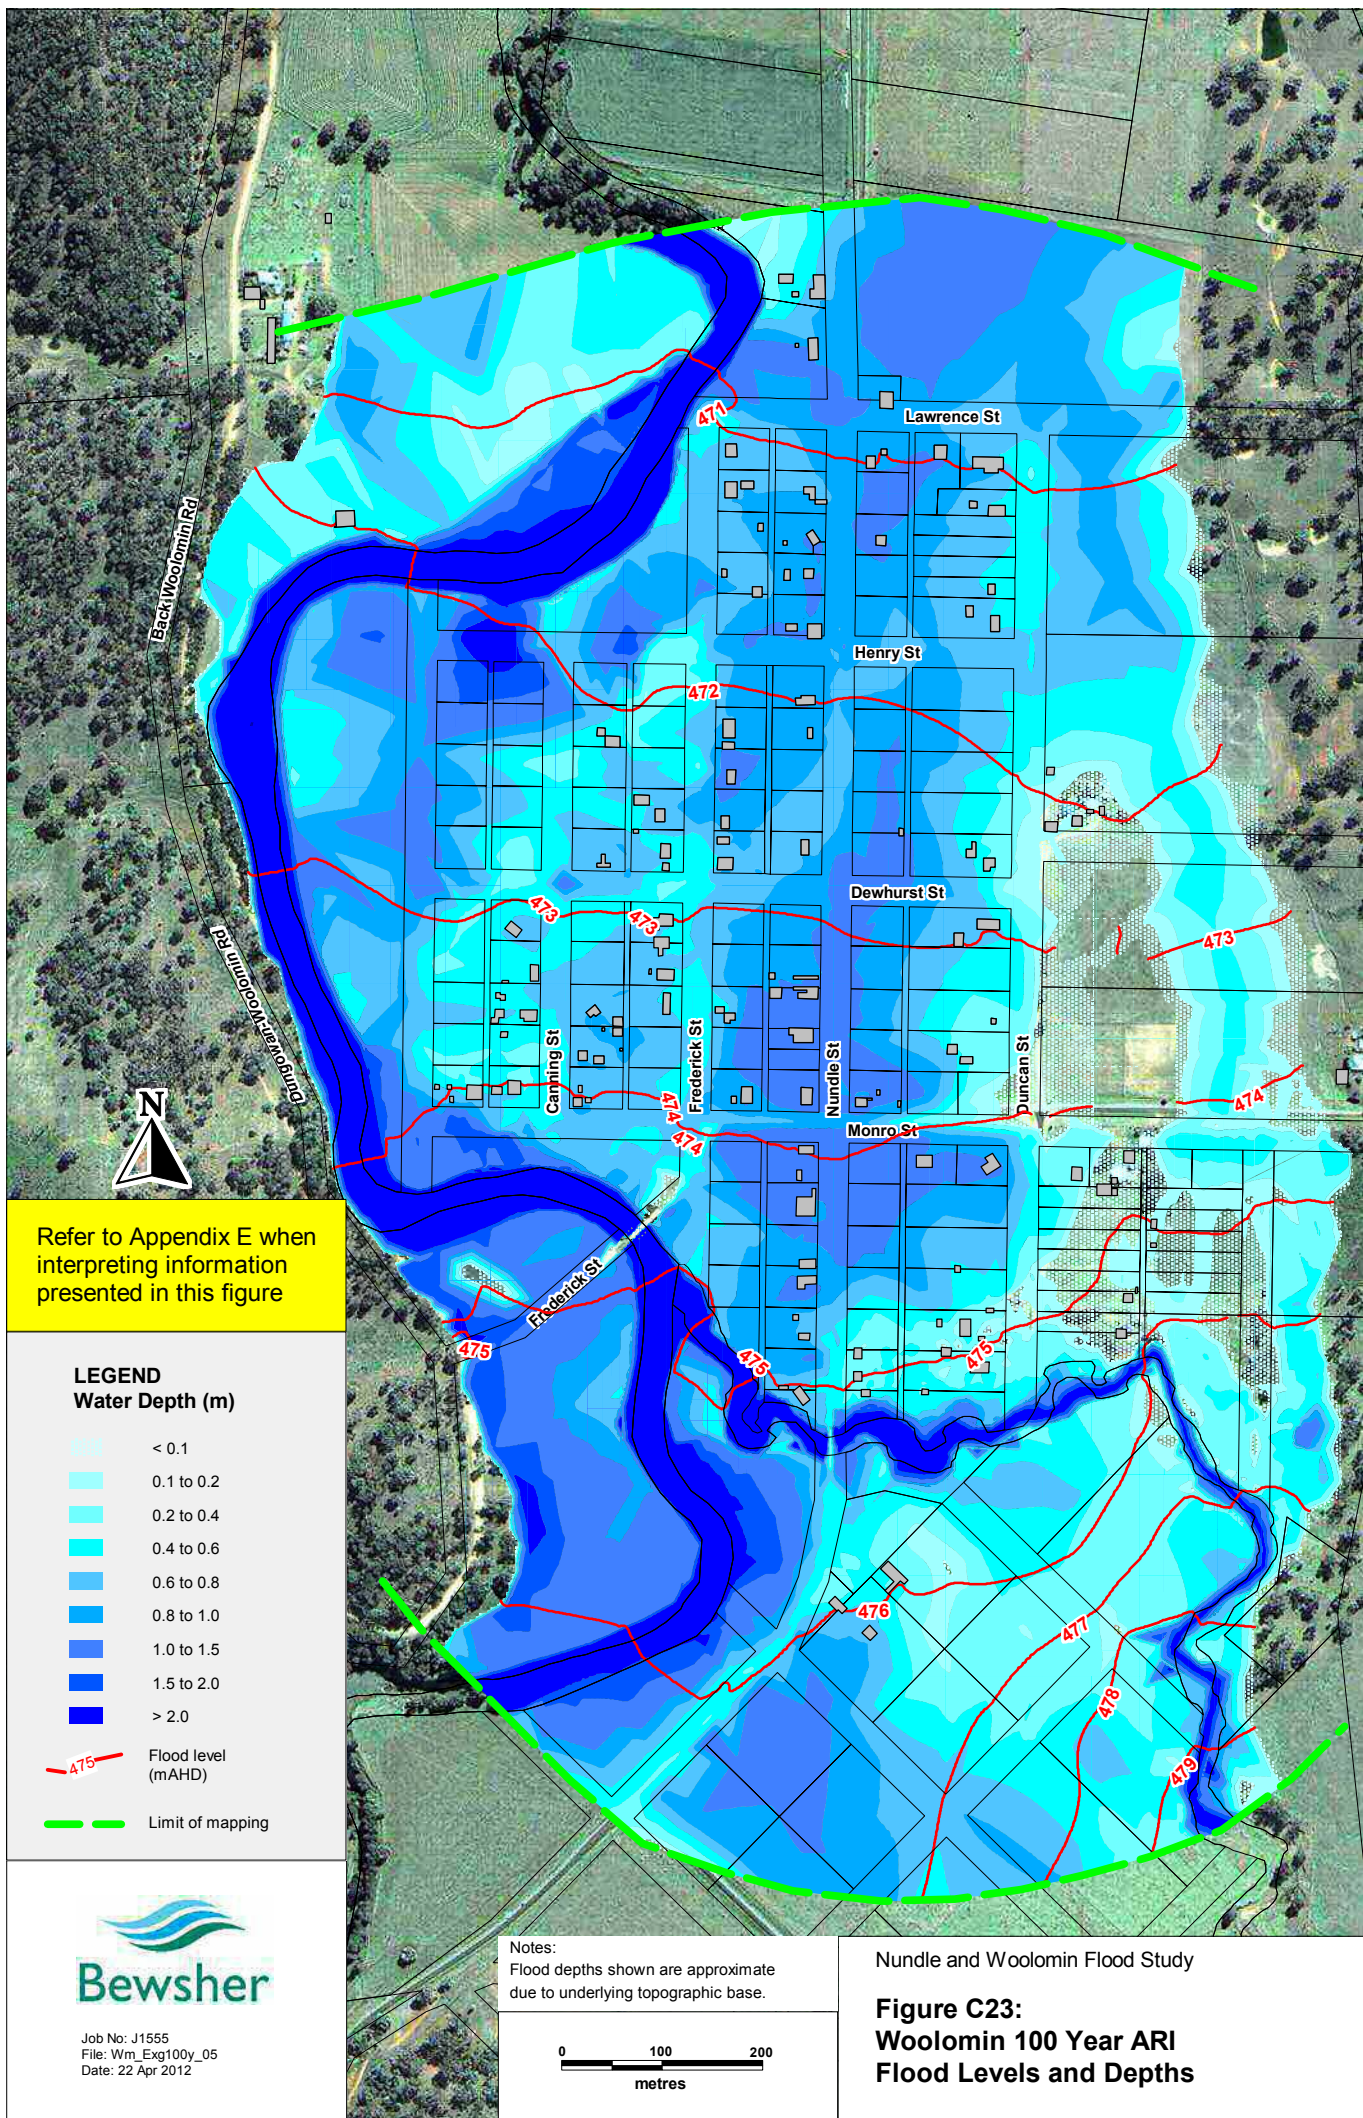 Lawrence St
471
Back Woolomin Rd
Henry St
472
Dewhurst St
473
473
473
Dungowan-Woolomin Rd
Canning St
Frederick St
Nundle St
Duncan St
474
474
474
Monro St
N
Frederick St
475
475
475
476
477
478
479
Refer to Appendix E when
interpreting information
presented in this figure
LEGEND
Water Depth (m)
< 0.1
0.1 to 0.2
0.2 to 0.4
0.4 to 0.6
0.6 to 0.8
0.8 to 1.0
1.0 to 1.5
1.5 to 2.0
> 2.0
475
Flood level
(mAHD)
Limit of mapping
Bewsher
Job No: J1555
File: Wm_Exg100y_05
Date: 22 Apr 2012
Notes:
Flood depths shown are approximate
due to underlying topographic base.
0 100 200
metres
Nundle and Woolomin Flood Study
Figure C23:
Woolomin 100 Year ARI
Flood Levels and Depths